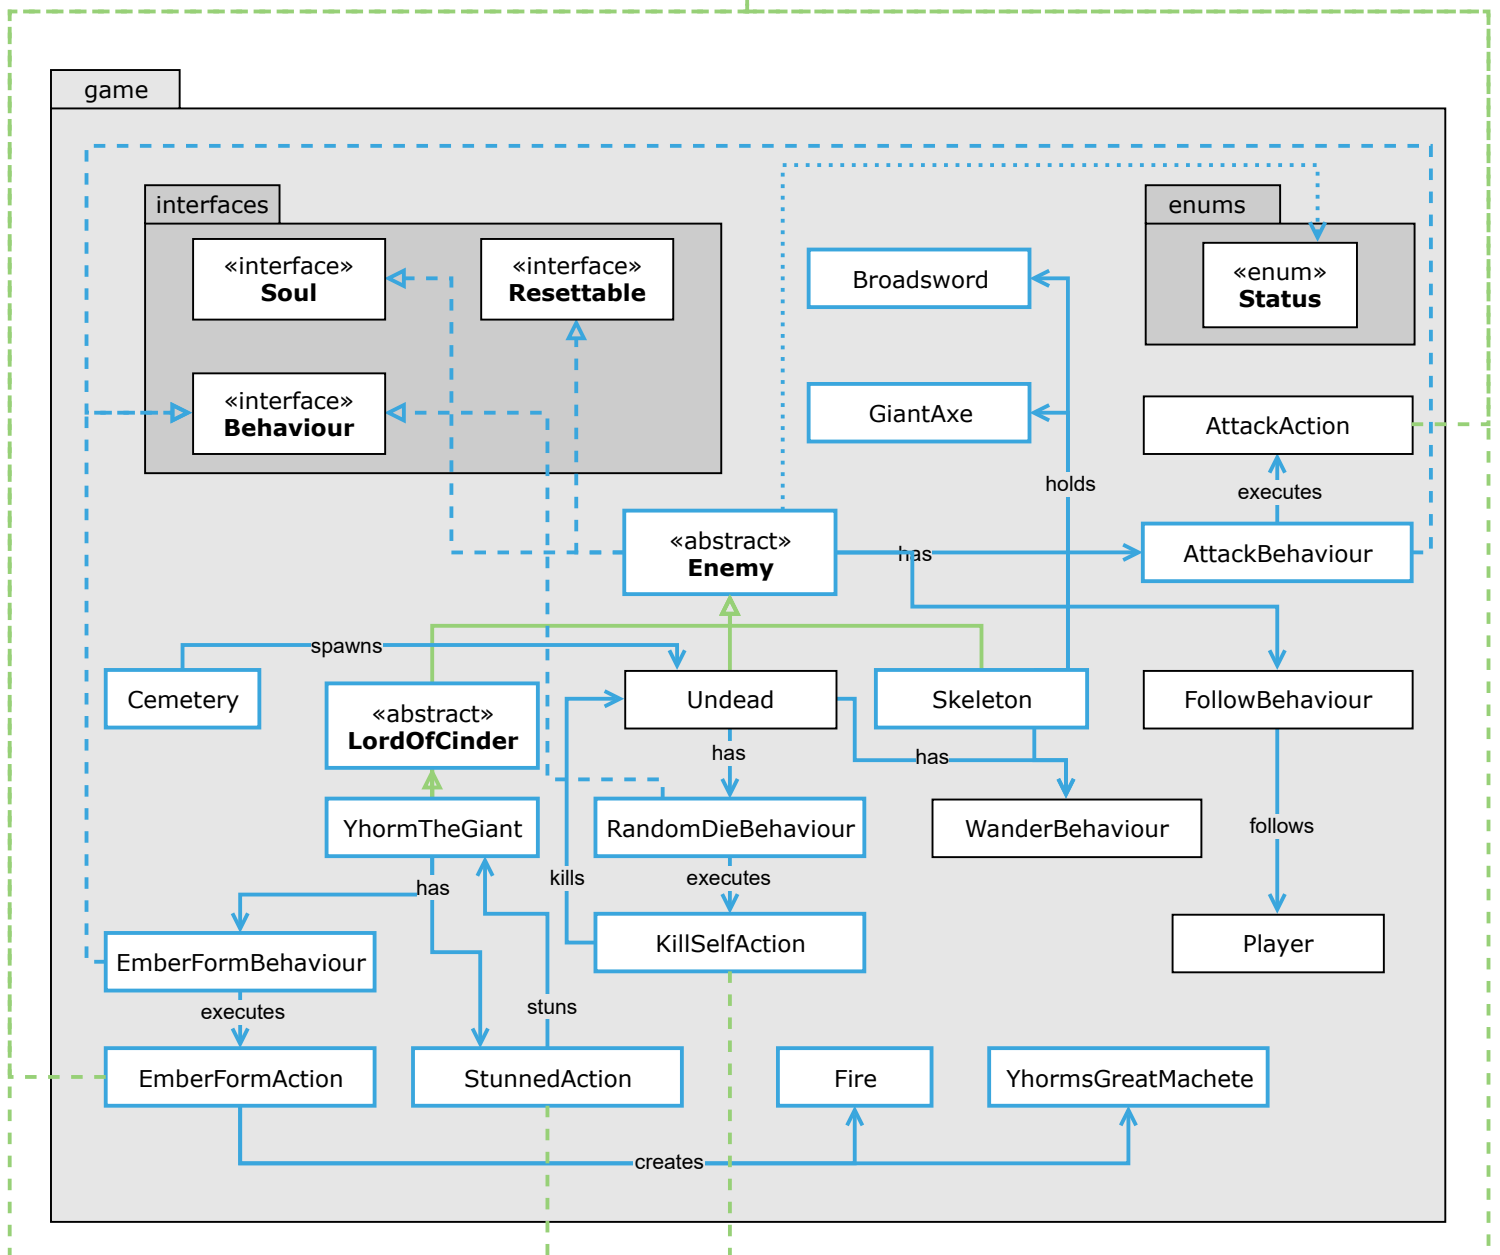 game
interfaces
enums
«interface»
Soul
«interface»
Resettable
Broadsword
«enum»
Status
«interface»
Behaviour
GiantAxe
AttackAction
holds
executes
«abstract»
Enemy
has
AttackBehaviour
spawns
Cemetery
«abstract»
LordOfCinder
Undead
Skeleton
FollowBehaviour
has
has
YhormTheGiant
RandomDieBehaviour
WanderBehaviour
follows
has
kills
executes
EmberFormBehaviour
KillSelfAction
Player
executes
stuns
EmberFormAction
StunnedAction
Fire
YhormsGreatMachete
creates